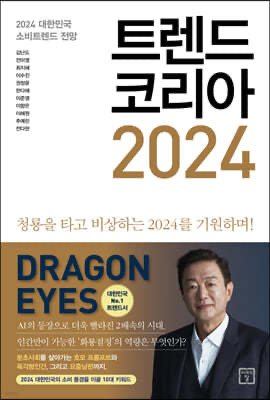 2024 대한민국
소비트렌드 전망
김난도
전미영
최지혜
이수진
권정윤
한다혜
이준영
이향은
이혜원
추예린
전다현
트렌드
코리아
2024
청룡을 타고 비상하는 2024를 기원하며!
DRAGON
EYES
대한민국
No.1
트렌드서
AI의 등장으로 더욱 빨라진 2배속의 시대,
인간만이 가능한 '화룡점정'의 역량은 무엇인가?
분초사회를 살아가는 호모 프롬프트와
육각형인간, 그리고 요즘남편까지,
2024 대한민국의 소비 풍경을 이끌 10대 키워드